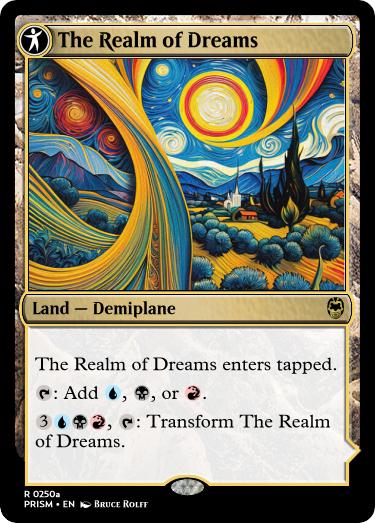 The Realm of Dreams
Land — Demiplane
The Realm of Dreams enters tapped.
: Add , , or .
3, : Transform The Realm
of Dreams.
R 0250a
PRISM • EN Bruce Rolff